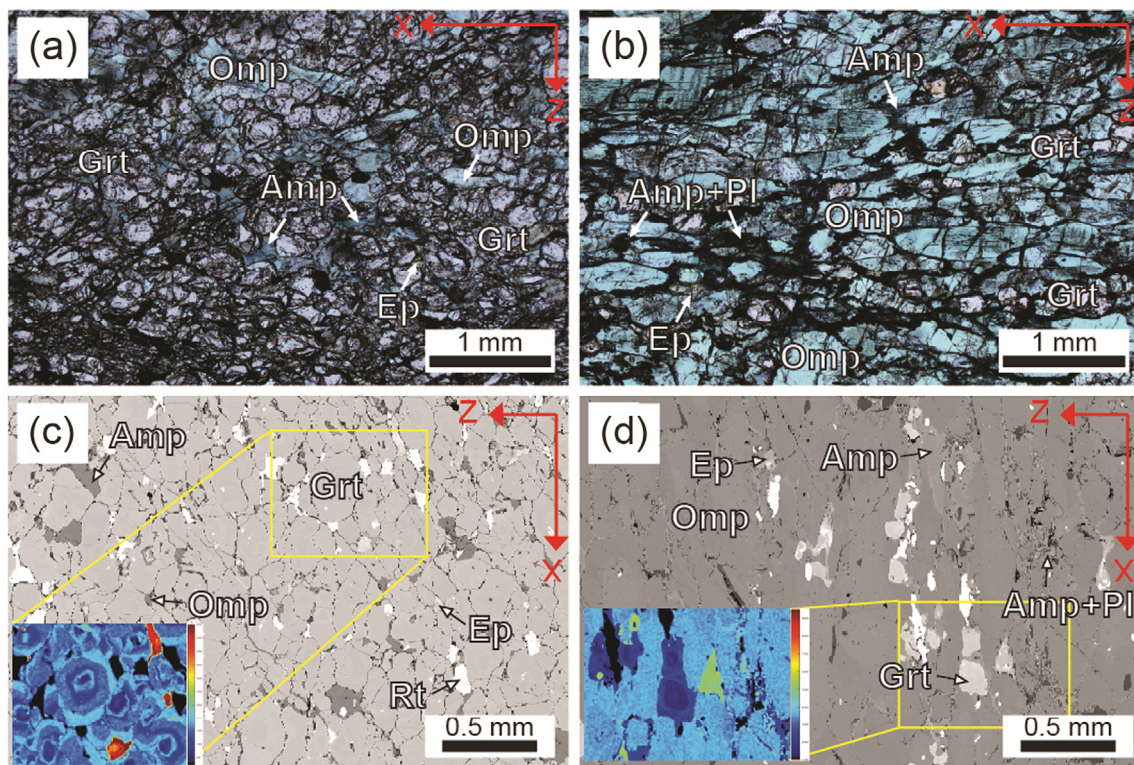 (a)
X
Z
Omp
Omp
Grt
Amp
Grt
Ep
1 mm
(b)
X
Z
Amp
Grt
Amp+Pl
Omp
Ep
Grt
Omp
1 mm
(c)
Z
X
Amp
Grt
Omp
Ep
Rt
0.5 mm
(d)
Z
X
Ep
Amp
Omp
Amp+Pl
Grt
0.5 mm